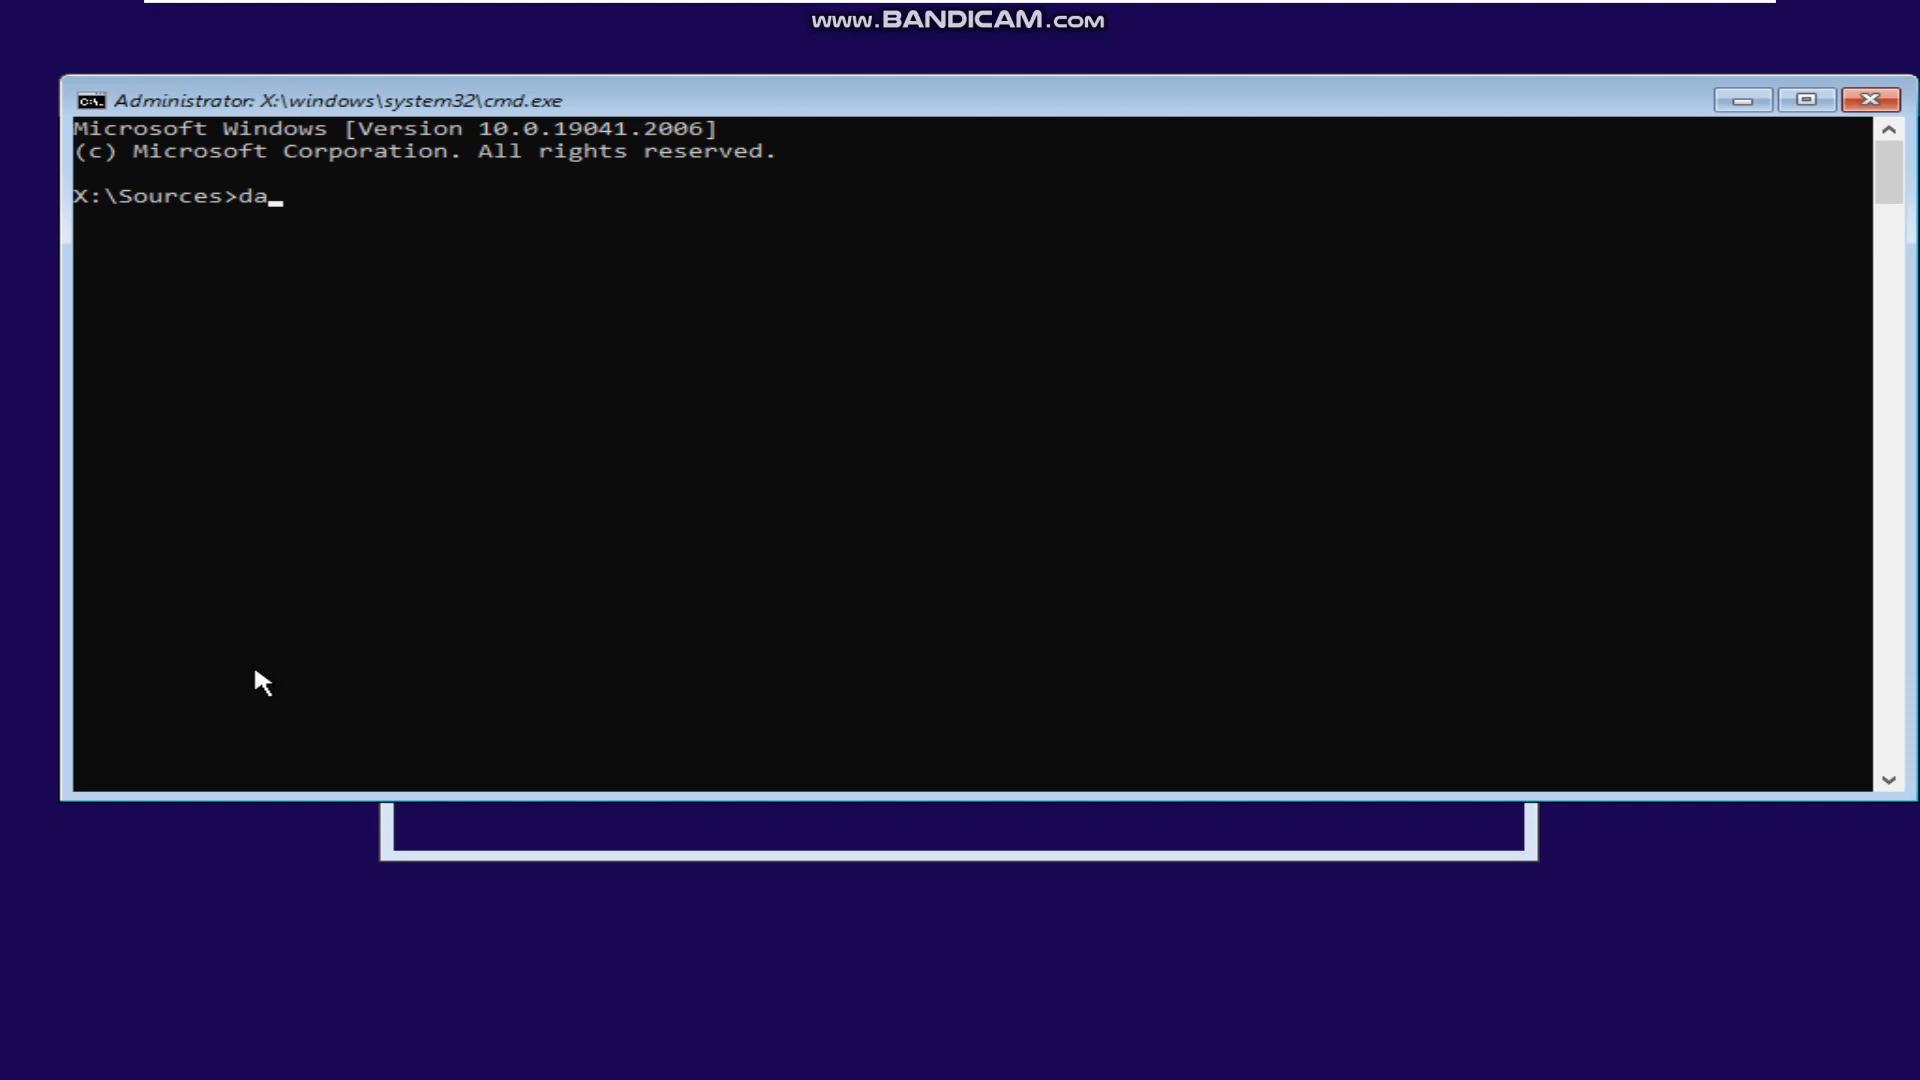 www.BANDICAM.com
Administrator: X:\windows\system32\cmd.exe
Microsoft Windows [Version 10.0.19041.2006]
(c) Microsoft Corporation. All rights reserved.
X:\Sources>da_